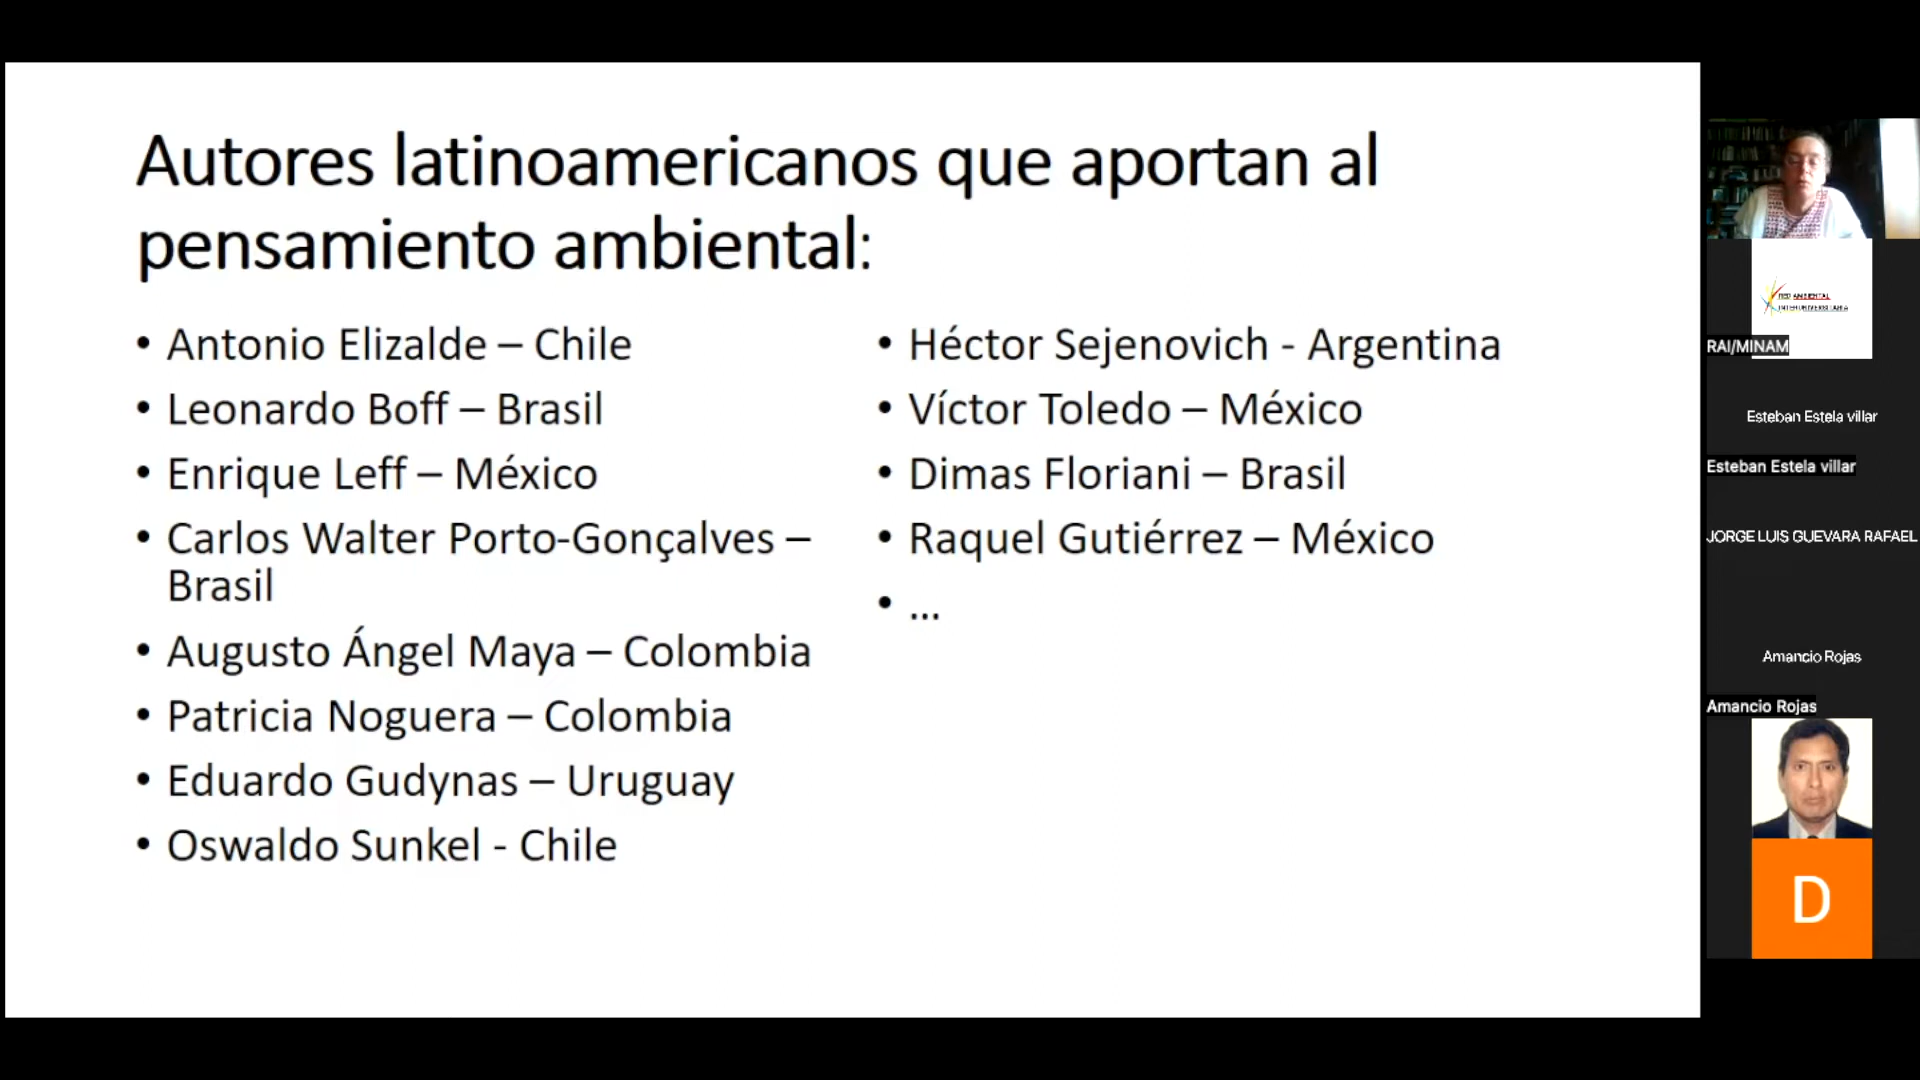 Autores latinoamericanos que aportan al
pensamiento ambiental:
• Antonio Elizalde – Chile
• Leonardo Boff – Brasil
• Enrique Leff – México
• Carlos Walter Porto-Gonçalves –
Brasil
• Augusto Ángel Maya – Colombia
• Patricia Noguera – Colombia
• Eduardo Gudynas – Uruguay
• Oswaldo Sunkel - Chile
• Héctor Sejenovich - Argentina
• Víctor Toledo – México
• Dimas Floriani – Brasil
• Raquel Gutiérrez – México
• ...
RED AMBIENTAL
INTERUNIVERSITARIA
RAI/MINAM
Esteban Estela villar
Esteban Estela villar
JORGE LUIS GUEVARA RAFAEL
Amancio Rojas
Amancio Rojas
D